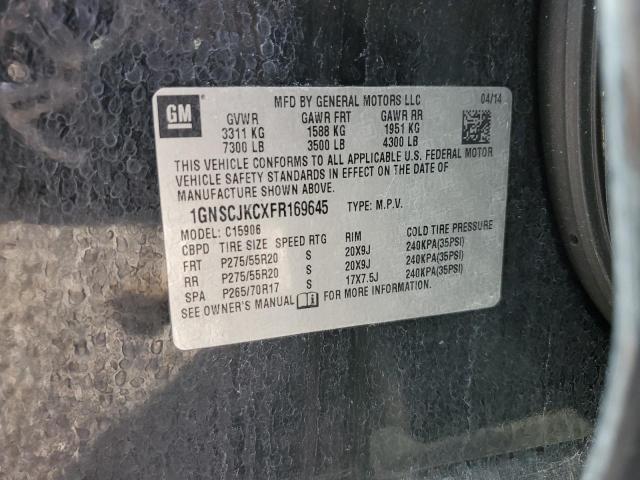 GM
MFD BY GENERAL MOTORS LLC 04/14
GVWR GAWR FRT GAWR RR
3311 KG 1588 KG 1951 KG
7300 LB 3500 LB 4300 LB
THIS VEHICLE CONFORMS TO ALL APPLICABLE U.S. FEDERAL MOTOR
VEHICLE SAFETY STANDARDS IN EFFECT ON THE DATE OF
MANUFACTURE SHOWN ABOVE.
1GNSCJKCXFR169645 TYPE: M.P.V.
MODEL: C15906
CBPD TIRE SIZE SPEED RTG RIM COLD TIRE PRESSURE
FRT P275/55R20 S 20X9J 240KPA(35PSI)
RR P275/55R20 S 20X9J 240KPA(35PSI)
SPA P265/70R17 S 17X7.5J 240KPA(35PSI)
SEE OWNER'S MANUAL FOR MORE INFORMATION.